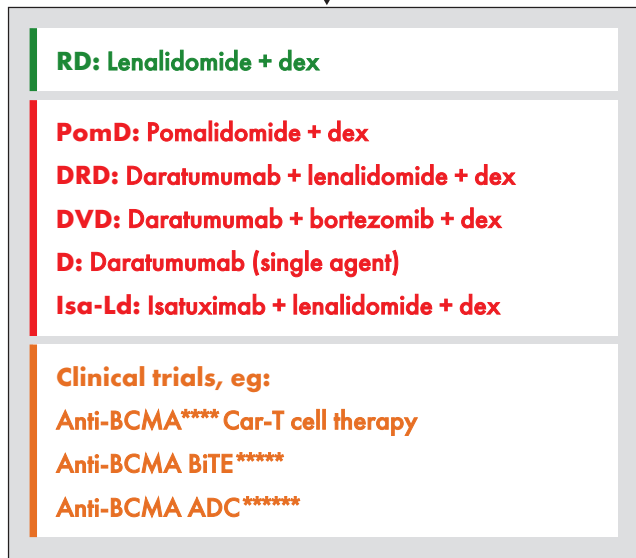 RD: Lenalidomide + dex
PomD: Pomalidomide + dex
DRD: Daratumumab + lenalidomide + dex
DVD: Daratumumab + bortezomib + dex
D: Daratumumab (single agent)
Isa-Ld: Isatuximab + lenalidomide + dex
Clinical trials, eg:
Anti-BCMA**** Car-T cell therapy
Anti-BCMA BiTE*****
Anti-BCMA ADC******